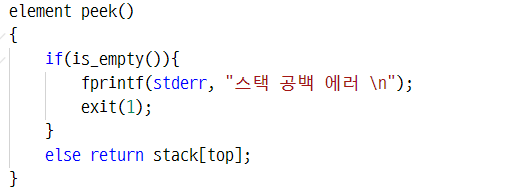 element peek()
{
    if(is_empty()){
        fprintf(stderr, "스택 공백 에러 \n");
        exit(1);
    }
    else return stack[top];
}